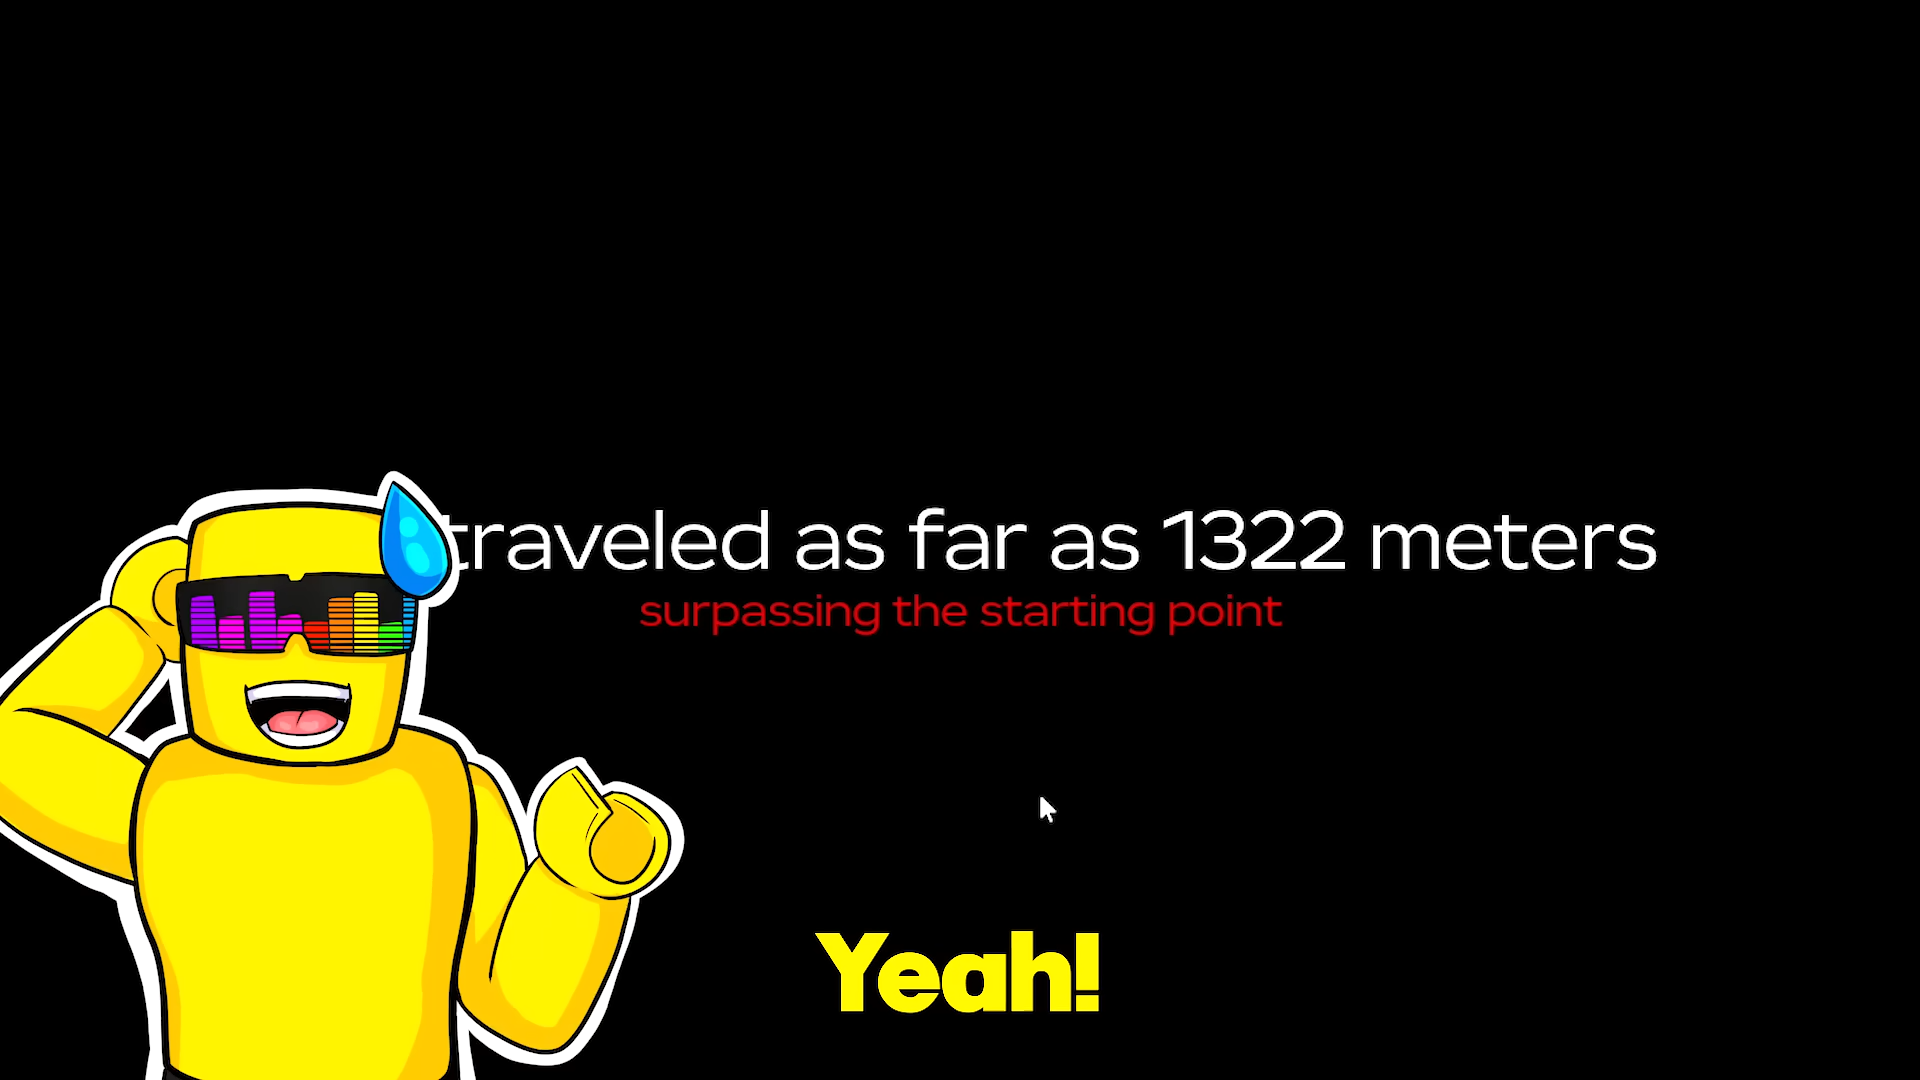 traveled as far as 1322 meters
surpassing the starting point
Yeah!